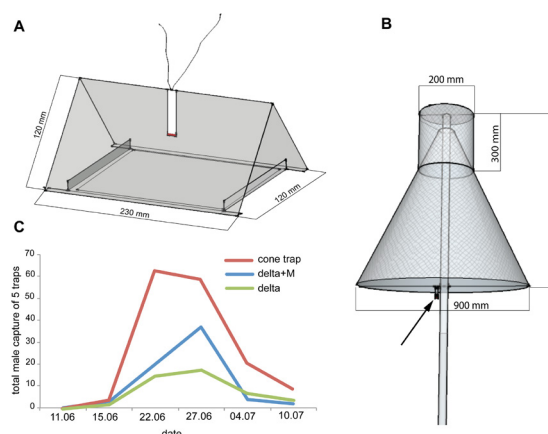 A
B
120 mm
230 mm
120 mm
200 mm
300 mm
900 mm
C
total male capture of 5 traps
70
60
50
40
30
20
10
0
11.06 15.06 22.06 27.06 04.07 10.07
date
cone trap
delta+M
delta